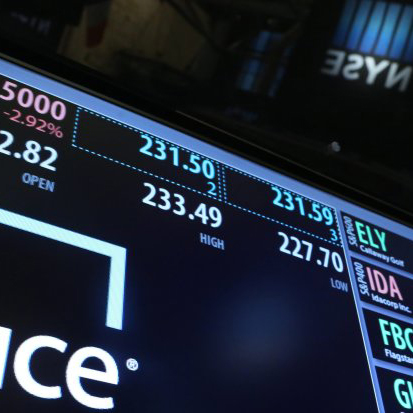 NYSE
5000
-2.92%
231.50
2
231.59
3
2.82
OPEN
233.49
HIGH
227.70
LOW
S&P600
ELY
Callaway Golf
S&P400
IDA
Idacorp Inc.
FBC
Flagstar
ce®